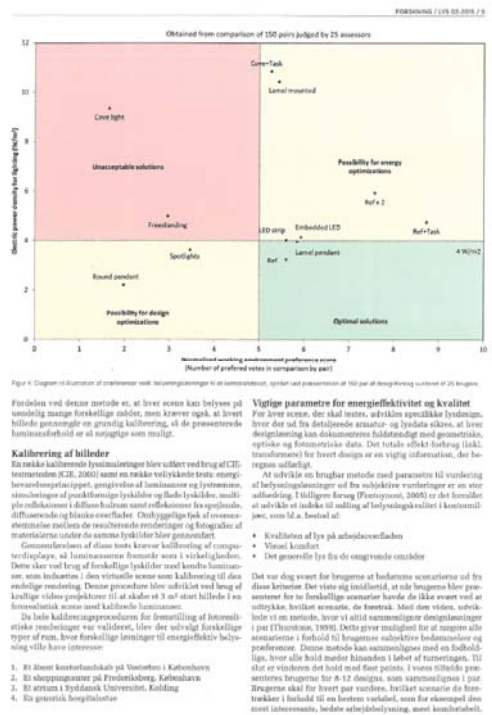 FORSKNING / LYS 02-2015 / 9
Obtained from comparison of 150 pairs judged by 25 assessors
Electric power density for lighting [W/m²]
12
10
8
6
4
2
0
Cove+Task
Lamel mounted
Cove light
Unacceptable solutions
Possibility for energy
optimizations
Ref x 2
Freestanding
Ref+Task
LED strip
Embedded LED
Spotlights
Ref
Lamel pendant
4 W/m2
Round pendant
Possibility for design
optimizations
Optimal solutions
0 1 2 3 4 5 6 7 8 9 10
Normalised working environment preference score
(Number of preferred votes in comparison by pair)
Fordelen ved denne metode er, at hver scene kan belyses på
uendelig mange forskellige måder, men kræver også, at hvert
billede gennemgår en grundig kalibrering, så de præsenterede
luminansforhold er så nøjagtige som muligt.
Kalibrering af billeder
En række kalibrerede lyssimuleringer blev udført ved brug af CIE-
testmetoden (CIE, 2000) samt en række vellykkede tests: energi-
bevarelsesprincippet, gengivelse af luminanser og lystrømme,
simuleringer af punktformige lyskilder og flade lyskilder, multi-
ple refleksioner i diffuse hulrum samt refleksioner fra spejlende,
diffuserende og blanke overflader. Omhyggelige tjek af overens-
stemmelse mellem de resulterende renderinger og fotografier af
materialerne under de samme lyskilder blev gennemført.
Gennemførelsen af disse tests kræver kalibrering af compu-
terdisplays, så luminanserne fremstår som i virkeligheden.
Dette sker ved brug af forskellige lyskilder med kendte luminan-
ser, som indsættes i den virtuelle scene som kalibrering til den
endelige rendering. Denne procedure blev udviklet ved brug af
kraftige video-projektorer til at skabe et 3 m² stort billede i en
fotorealistisk scene med kalibrede luminanser.
Da hele kalibreringsproceduren for fremstilling af fotoreali-
stiske renderinger var valideret, blev der udvalgt forskellige
typer af rum, hvor forskellige løsninger til energieffektiv belys-
ning ville have interesse:
1. Et åbent kontorlandskab på Vesterbro i København
2. Et shoppingcenter på Frederiksberg, København
3. Et atrium i Syddansk Universitet, Kolding
4. En generisk hospitalsstue
Vigtige parametre for energieffektivitet og kvalitet
For hver scene, der skal testes, udvikles specifikke lysdesign,
hvor der ud fra detaljerede armatur- og lysdata sikres, at hver
designløsning kan dokumenteres fuldstændigt med geometriske,
optiske og fotometriske data. Det totale effekt-forbrug (inkl.
transformere) for hvert design er en vigtig information, der be-
regnes udførligt.
At udvikle en brugbar metode med parametre til vurdering
af belysningsløsninger ud fra subjektive vurderinger er en stor
udfordring. I tidligere forsøg (Fontoynont, 2005) er det foreslået
at udvikle et indeks til måling af belysningskvalitet i kontormil-
jøer, som bl.a. bestod af:
• Kvaliteten af lys på arbejdsoverfladen
• Visuel komfort
• Det generelle lys fra de omgivende områder
Det var dog svært for brugerne at bedømme scenarierne ud fra
disse kriterier. Det viste sig imidlertid, at når brugerne blev præ-
senteret for to forskellige scenarier havde de ikke svært ved at
udtrykke, hvilket scenarie, de foretrak. Med den viden, udvik-
lede vi en metode, hvor vi altid sammenligner designløsninger
i par (Thurstone, 1959). Dette giver mulighed for at rangere alle
scenarierne i forhold til brugernes subjektive bedømmelser og
præferencer. Denne metode kan sammenlignes med en fodbold-
liga, hvor alle hold møder hinanden i løbet af turneringen. Til
slut er vinderen det hold med flest points. I vores tilfælde præ-
senteres brugerne for 8-12 designs, som sammenlignes i par.
Brugerne skal for hvert par vurdere, hvilket scenarie de fore-
trækker i forhold til en bestemt variabel, som for eksempel den
mest interessante, bedste arbejdsbelysning, mest komfortabelt.